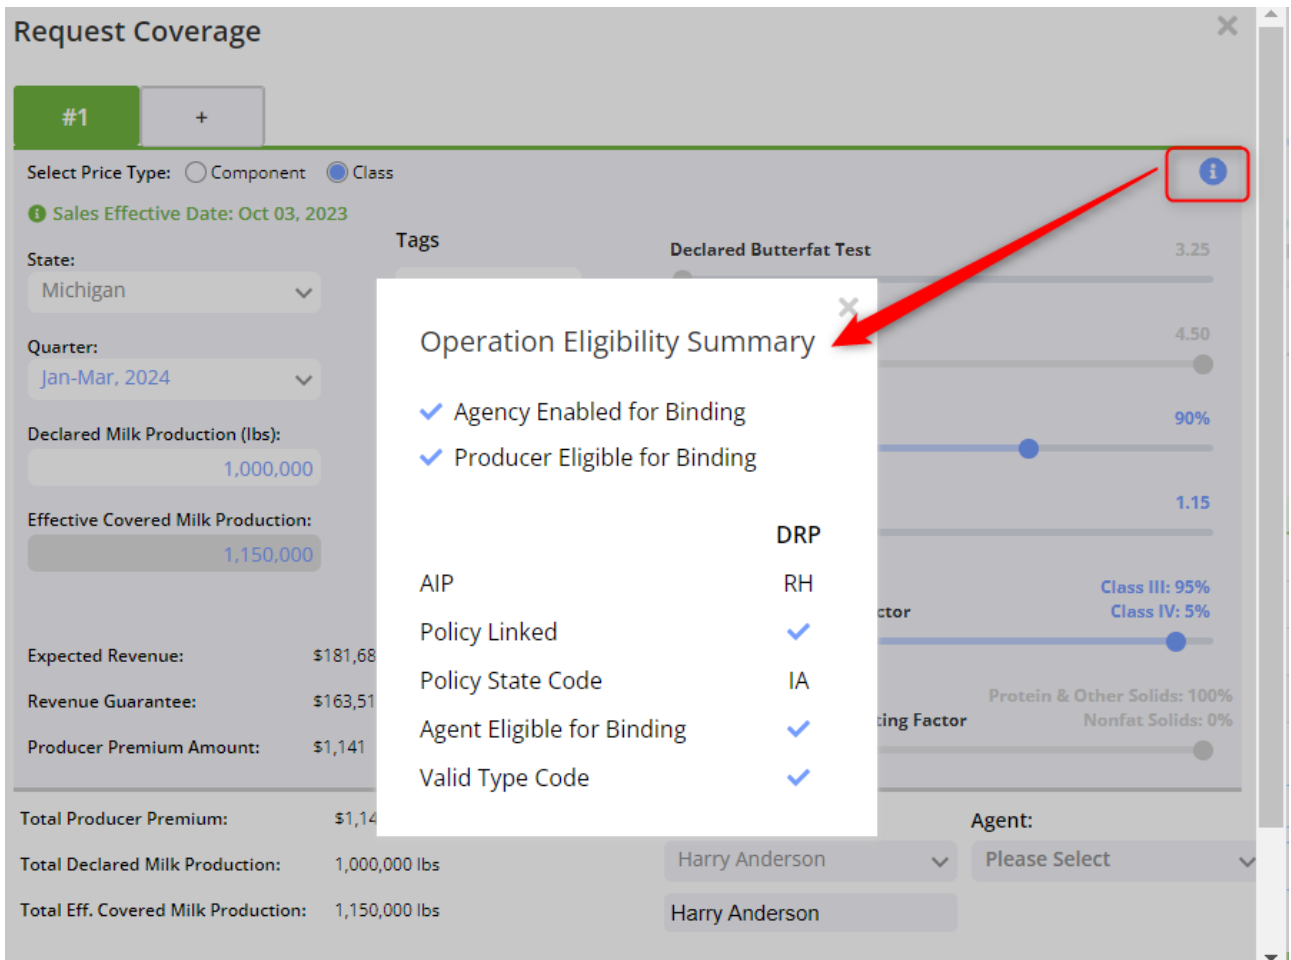 Request Coverage
#1
+
Select Price Type: Component Class
Sales Effective Date: Oct 03, 2023
State:
Michigan
Tags
Declared Butterfat Test 3.25
Quarter:
Jan-Mar, 2024
4.50
Declared Milk Production (lbs):
1,000,000
90%
Effective Covered Milk Production:
1,150,000
1.15
Class III: 95%
Class IV: 5%
ctor
Expected Revenue: $181,68
Revenue Guarantee: $163,51
Producer Premium Amount: $1,141
Protein & Other Solids: 100%
ting Factor Nonfat Solids: 0%
Operation Eligibility Summary
Agency Enabled for Binding
Producer Eligible for Binding
DRP
AIP RH
Policy Linked
Policy State Code IA
Agent Eligible for Binding
Valid Type Code
Total Producer Premium: $1,14
Total Declared Milk Production: 1,000,000 lbs
Total Eff. Covered Milk Production: 1,150,000 lbs
Harry Anderson
Harry Anderson
Agent:
Please Select